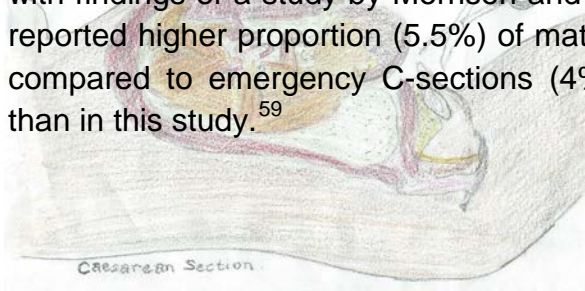 with findings of a study by Morrison and
reported higher proportion (5.5%) of mat
compared to emergency C-sections (4%
than in this study.59
Caesarean Section